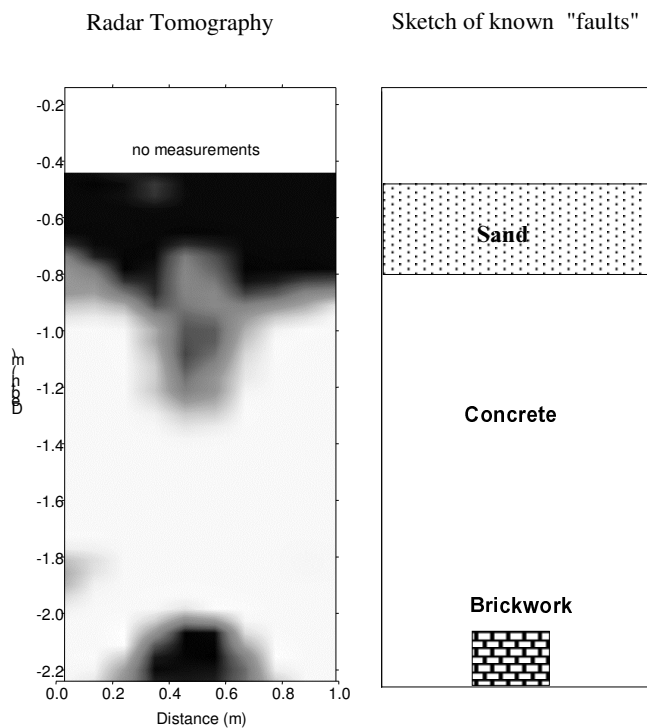 Radar Tomography
Sketch of known "faults"
-0.2
no measurements
-0.4
-0.6
Sand
-0.8
-1.0
Depth (m)
-1.2
Concrete
-1.4
-1.6
-1.8
Brickwork
-2.0
-2.2
0.0 0.2 0.4 0.6 0.8 1.0
Distance (m)